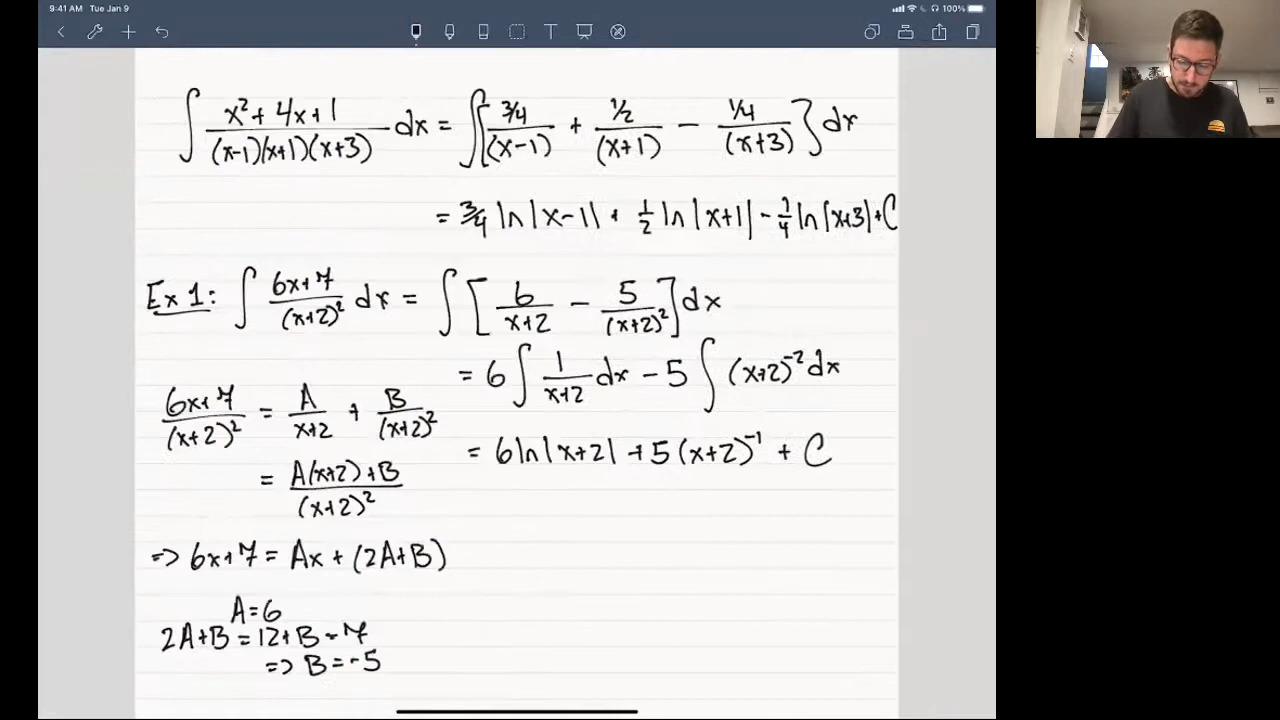 9:41 AM Tue Jan 9
100%
∫ x²+4x+1 / (x-1)(x+1)(x+3) dx = ∫[ 3/4 / (x-1) + 1/2 / (x+1) - 1/4 / (x+3) ] dx
= 3/4 ln|x-1| + 1/2 ln|x+1| - 1/4 ln|x+3| + C
Ex 1: ∫ 6x+7 / (x+2)² dx = ∫ [ 6 / x+2 - 5 / (x+2)² ] dx
= 6 ∫ 1 / x+2 dx - 5 ∫ (x+2)⁻² dx
6x+7 / (x+2)² = A / x+2 + B / (x+2)²
= 6 ln|x+2| + 5 (x+2)⁻¹ + C
= A(x+2)+B / (x+2)²
=> 6x+7 = Ax + (2A+B)
A=6
2A+B = 12+B = 7
=> B = -5